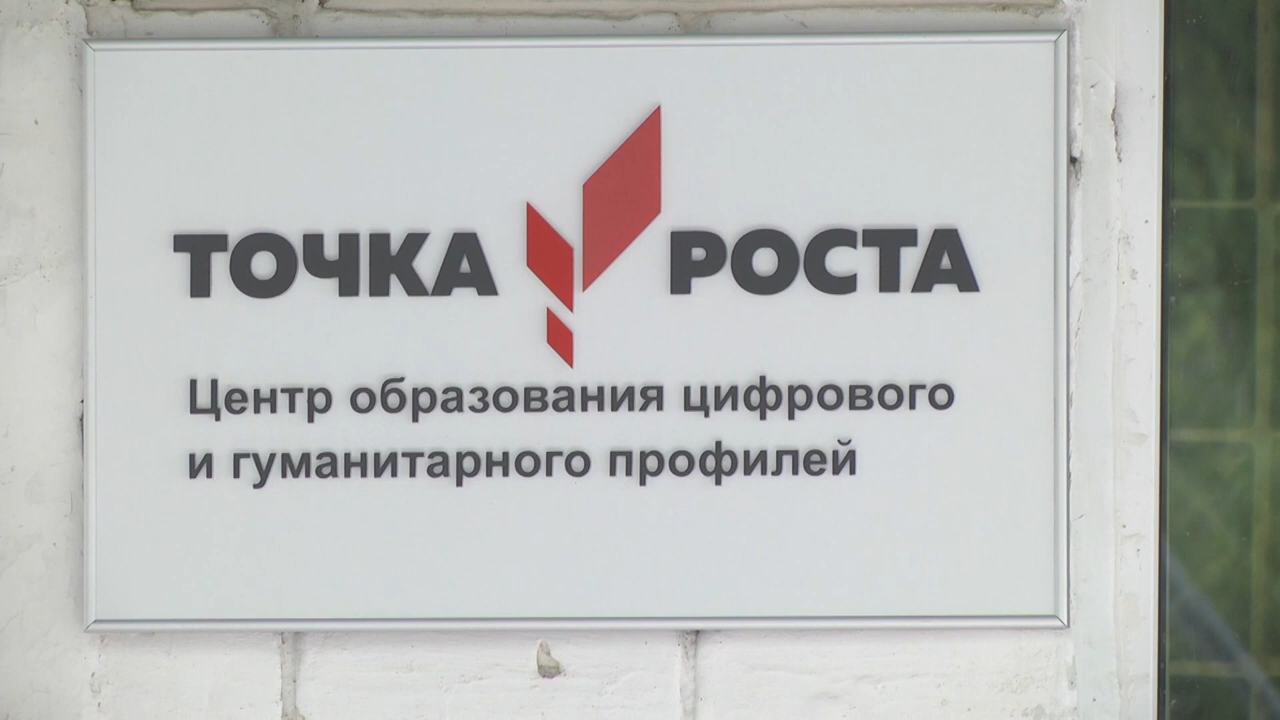 ТОЧКА РОСТА
Центр образования цифрового
и гуманитарного профилей